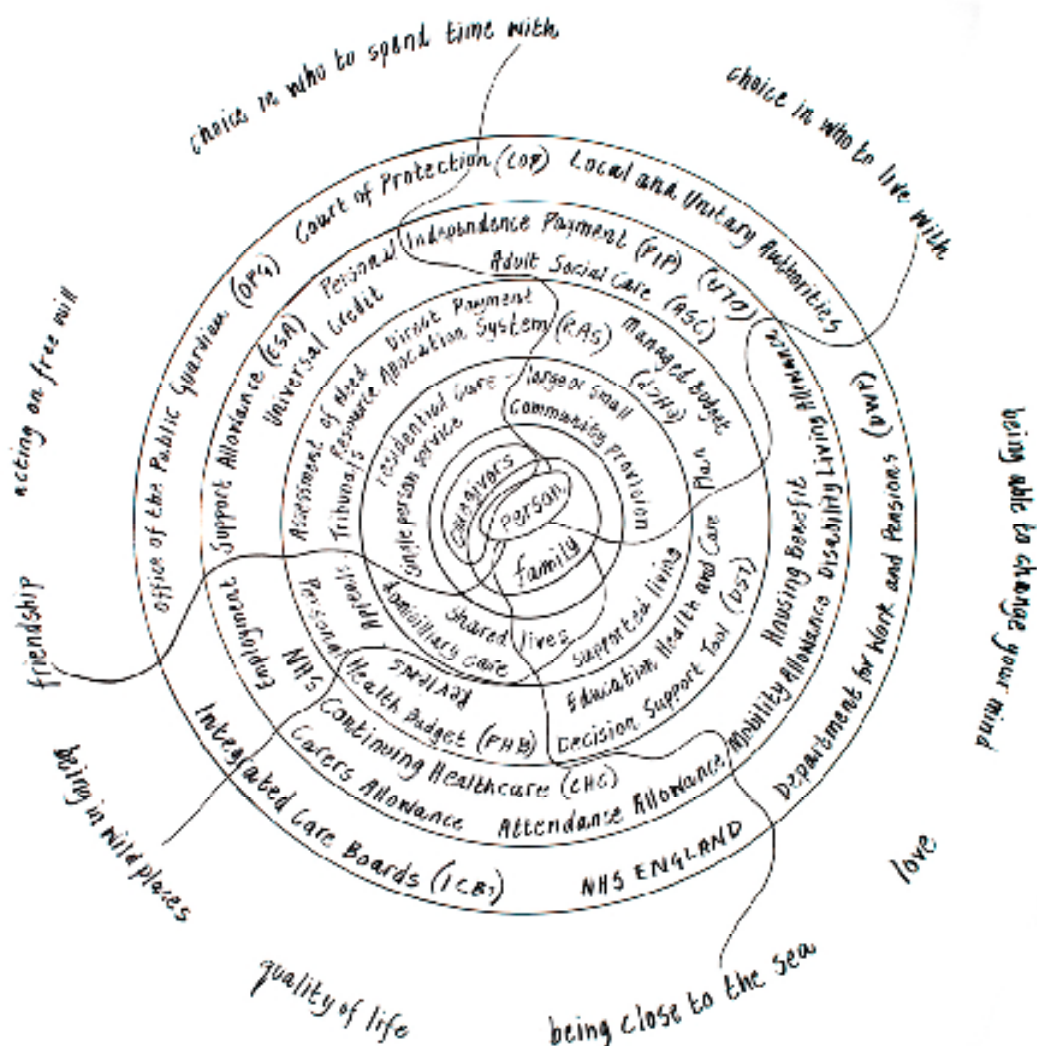 choice in who to spend time with
choice in who to live with
being able to change your mind
love
being close to the sea
quality of life
being in wild places
friendship
acting on free will
Office of the Public Guardian (OPG)
Court of Protection (COP)
Local and Unitary Authorities
Department for Work and Pensions (DWP)
NHS ENGLAND
Integrated Care Boards (ICBs)
Employment
Support Allowance (ESA)
Universal Credit
Personal Independence Payment (PIP)
Adult Social Care (ASC)
Disability Living Allowance
Mobility Allowance
Housing Benefit
Attendance Allowance
Carers Allowance
NHS Continuing Healthcare (CHC)
Assessment of Need
Tribunals
Resource Allocation System (RAS)
Direct Payment
Managed Budget
Education Health and Care Plan
Decision Support Tool (DST)
Personal Health Budget (PHB)
Reviews
Appeals
residential care – large or small
Single person service
Community provision
supported living
Shared lives
domiciliary care
caregivers
Person
family